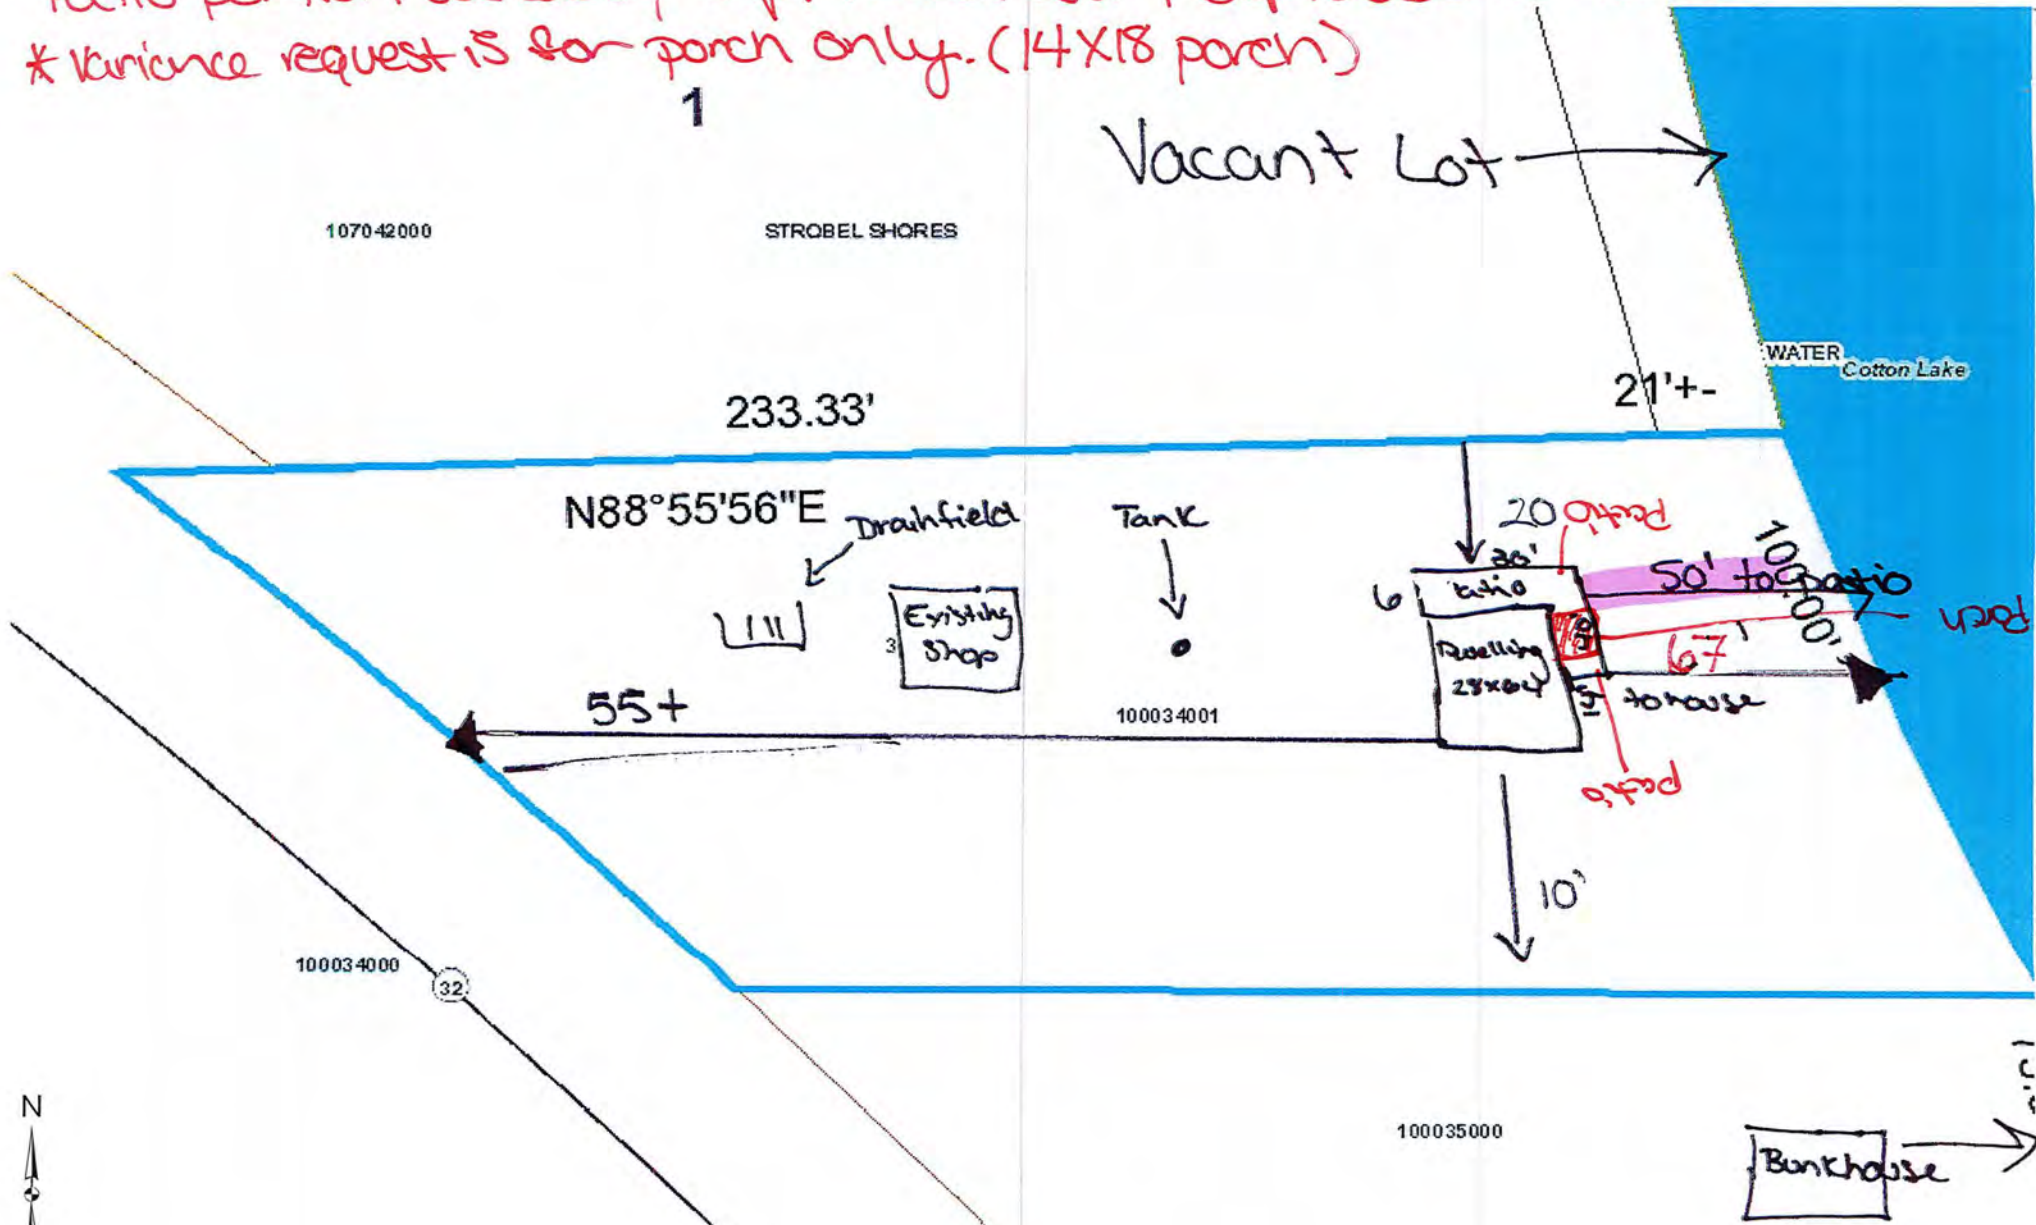 * Variance request is for porch only. (14X18 porch)
1
Vacant Lot
107042000
STROBEL SHORES
WATER
Cotton Lake
21'+-
233.33'
N88°55'56"E
Drainfield
Tank
20
Patio
30'
Patio
6
50' to patio
100.00'
Porch
Existing
Shop
3
Dwelling
28x64
67'
to house
55+
100034001
Patio
10'
100034000
32
N
100035000
Bunkhouse